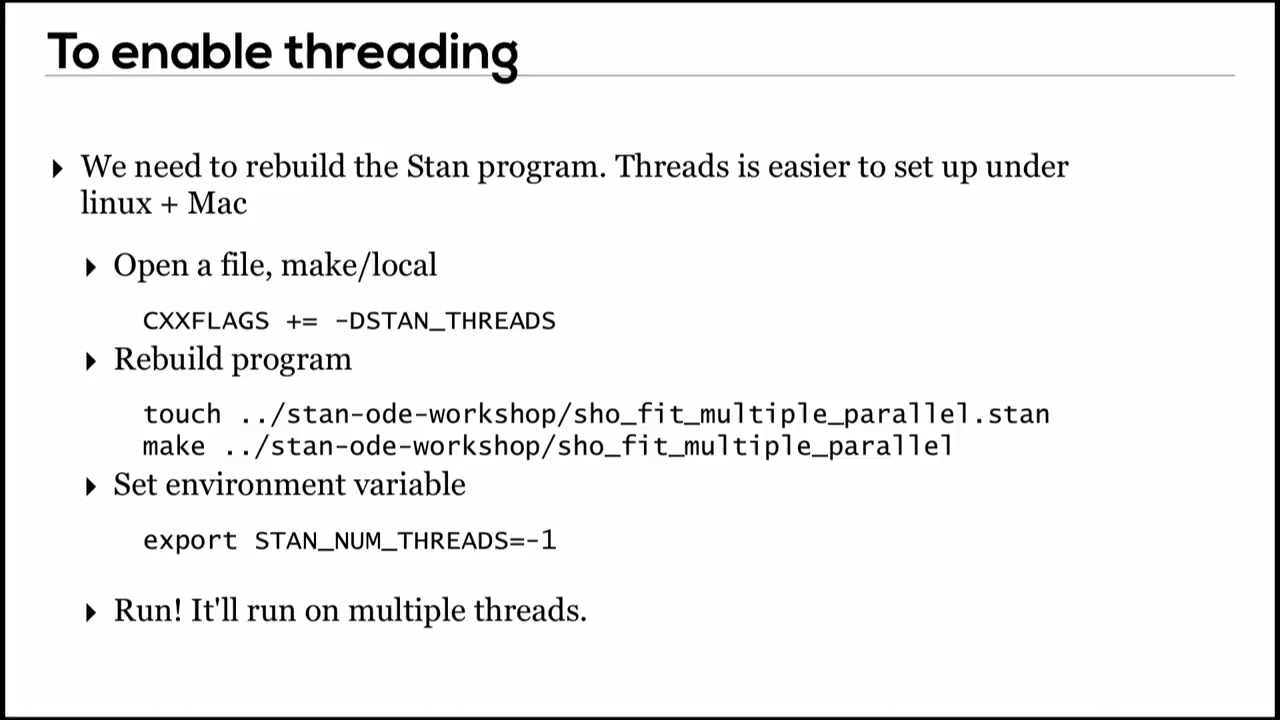 To enable threading
We need to rebuild the Stan program. Threads is easier to set up under
linux + Mac
Open a file, make/local
CXXFLAGS += -DSTAN_THREADS
Rebuild program
touch ../stan-ode-workshop/sho_fit_multiple_parallel.stan
make ../stan-ode-workshop/sho_fit_multiple_parallel
Set environment variable
export STAN_NUM_THREADS=-1
Run! It'll run on multiple threads.